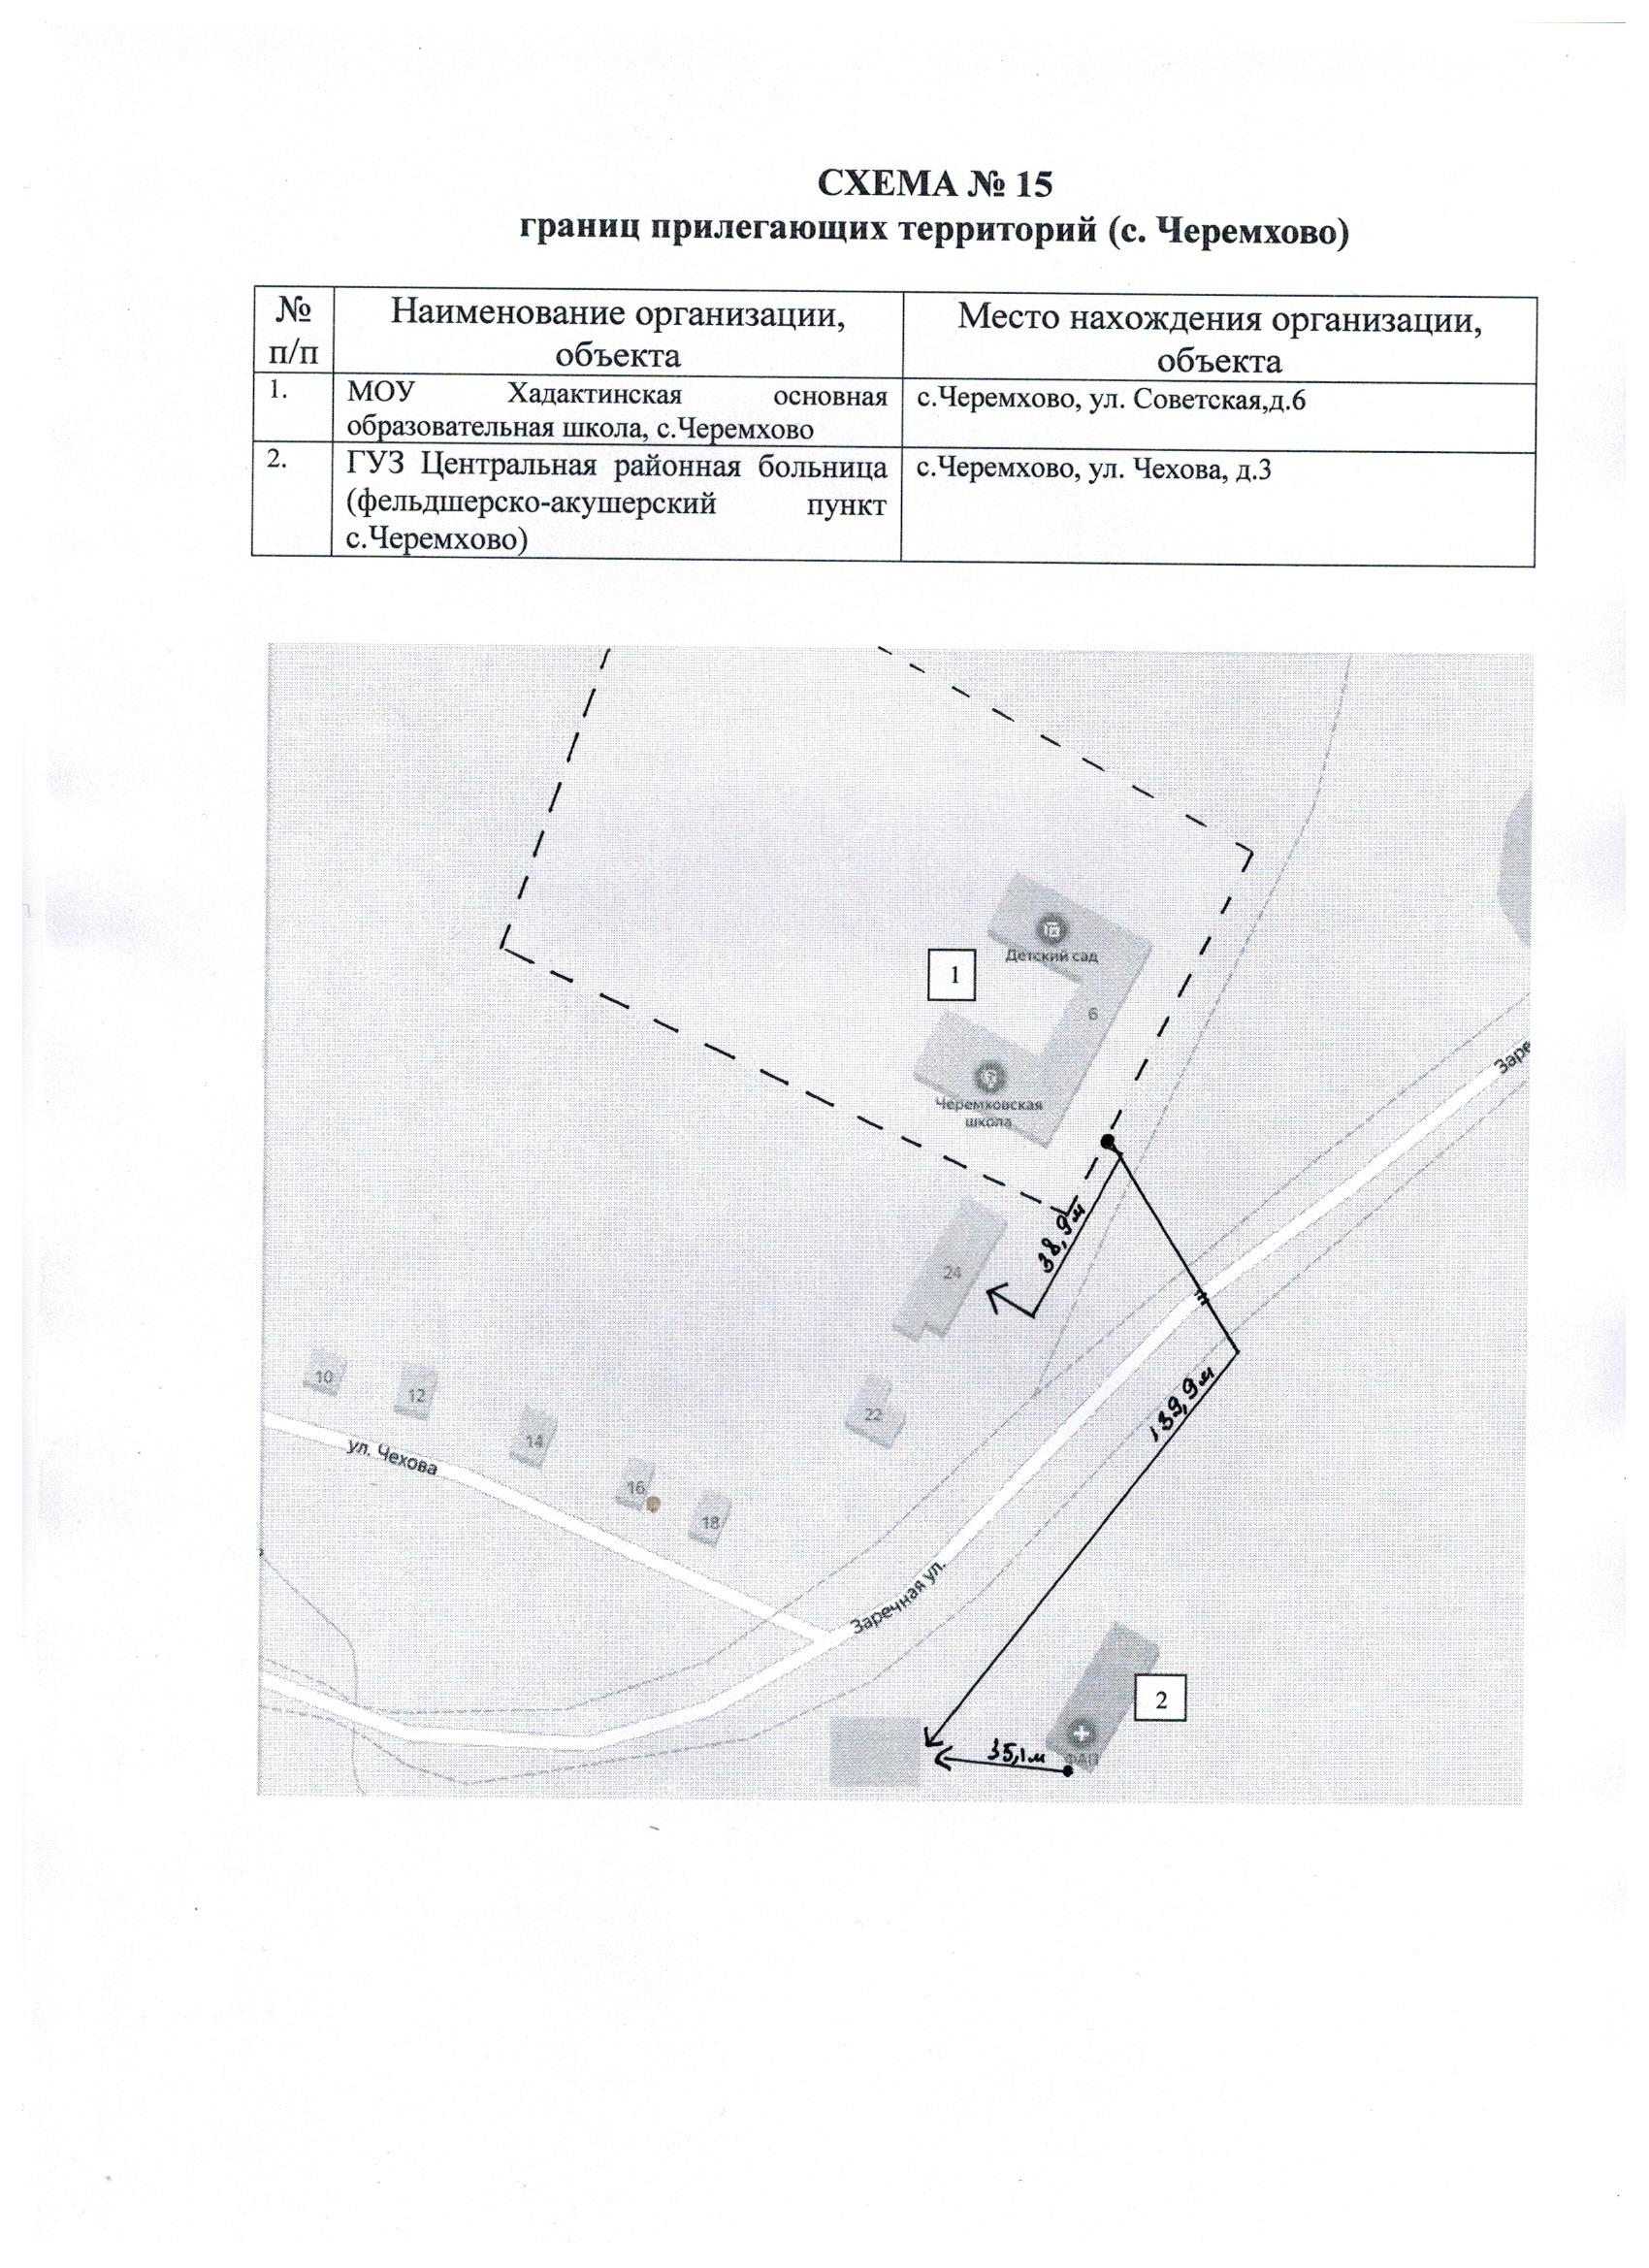 СХЕМА № 15
границ прилегающих территорий (с. Черемхово)
№ п/п
Наименование организации, объекта
Место нахождения организации, объекта
1.
МОУ Хадактинская основная
образовательная школа, с.Черемхово
с.Черемхово, ул. Советская,д.6
2.
ГУЗ Центральная районная больница
(фельдшерско-акушерский пункт
с.Черемхово)
с.Черемхово, ул. Чехова, д.3
Детский сад
1
6
Заре
Черемховская
школа
38,9м
24
10
12
22
139,9м
14
ул. Чехова
16
18
Заречная ул.
2
35,1м
ФАП